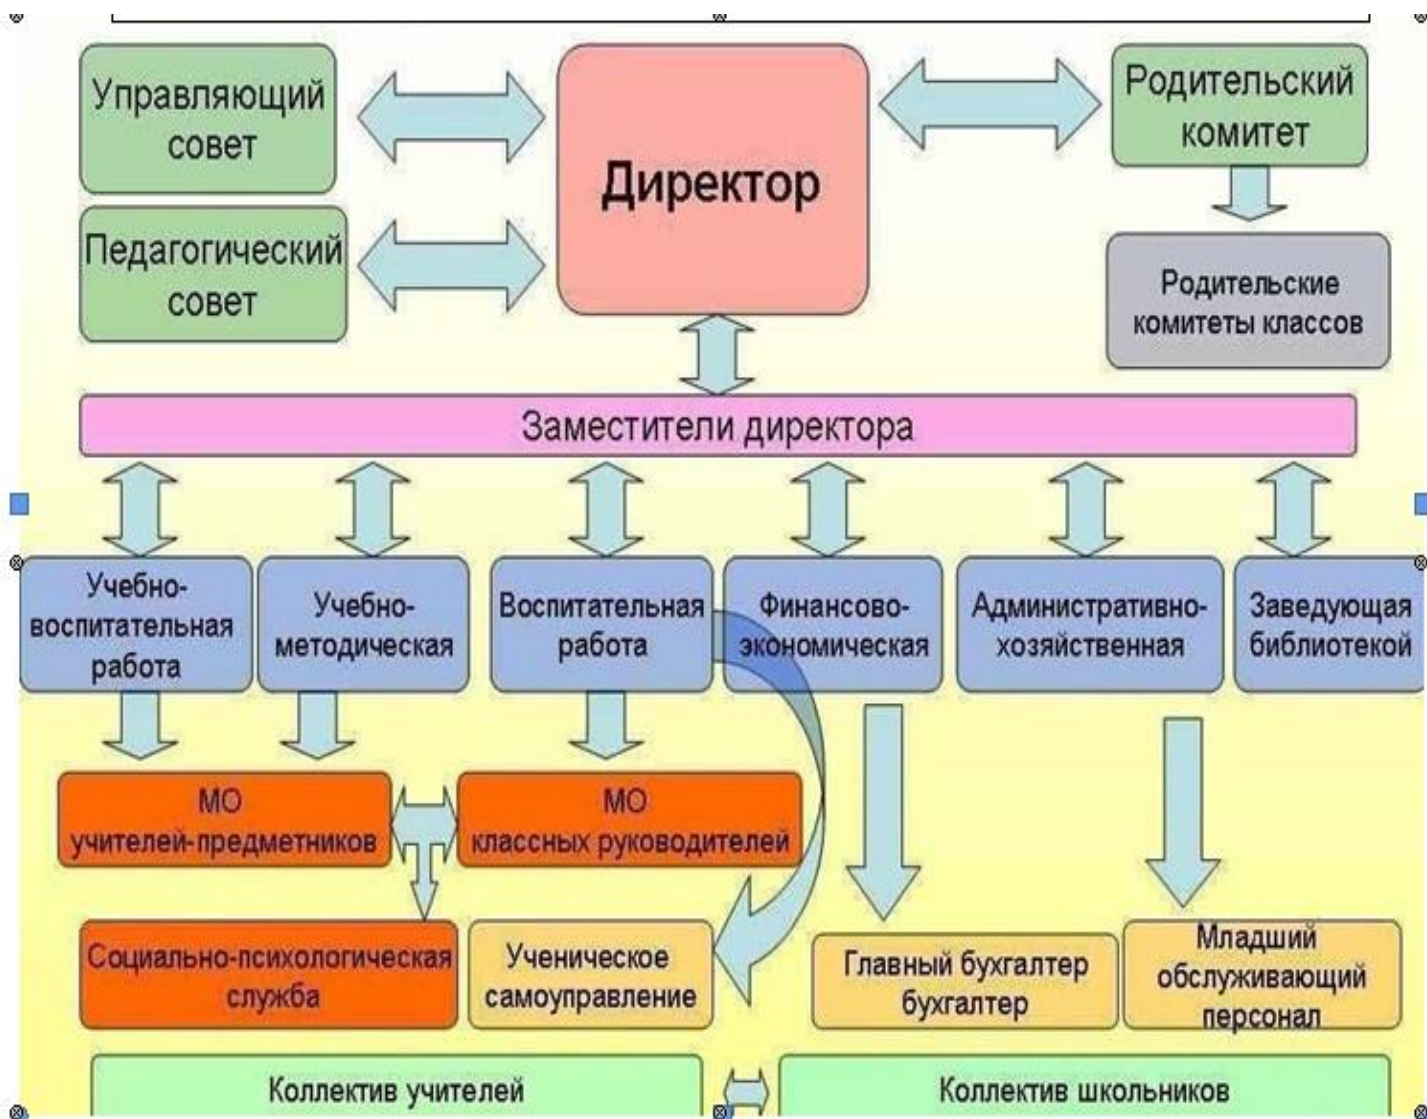 Управляющий
совет
Директор
Родительский
комитет
Педагогический
совет
Родительские
комитеты классов
Заместители директора
Учебно-
воспитательная
работа
Учебно-
методическая
Воспитательная
работа
Финансово-
экономическая
Административно-
хозяйственная
Заведующая
библиотекой
МО
учителей-предметников
МО
классных руководителей
Социально-психологическая
служба
Ученическое
самоуправление
Главный бухгалтер
бухгалтер
Младший
обслуживающий
персонал
Коллектив учителей
Коллектив школьников